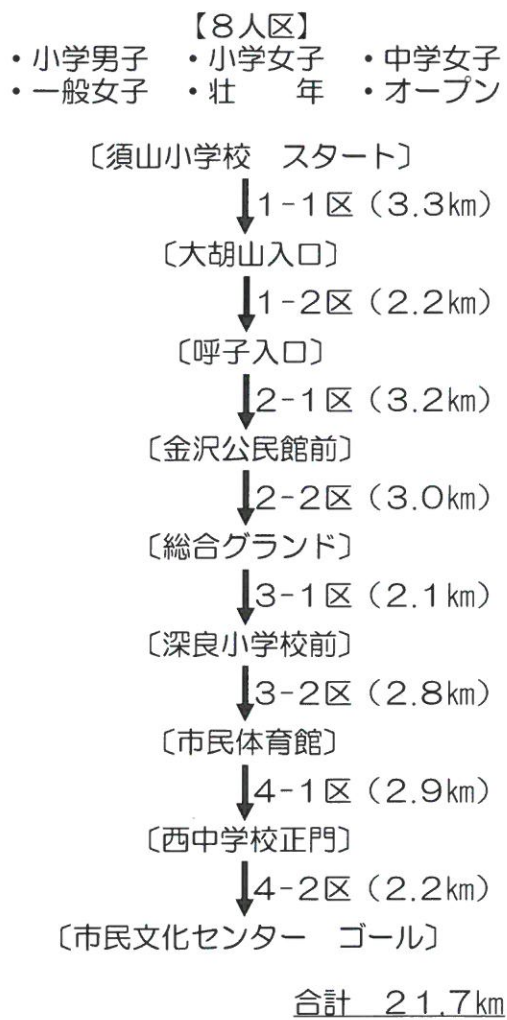 【８人区】
・小学男子　・小学女子　・中学女子
・一般女子　・壮　　年　・オープン
〔須山小学校　スタート〕
1-1区（3.3㎞）
〔大胡山入口〕
1-2区（2.2㎞）
〔呼子入口〕
2-1区（3.2㎞）
〔金沢公民館前〕
2-2区（3.0㎞）
〔総合グランド〕
3-1区（2.1㎞）
〔深良小学校前〕
3-2区（2.8㎞）
〔市民体育館〕
4-1区（2.9㎞）
〔西中学校正門〕
4-2区（2.2㎞）
〔市民文化センター　ゴール〕
合計　21.7㎞